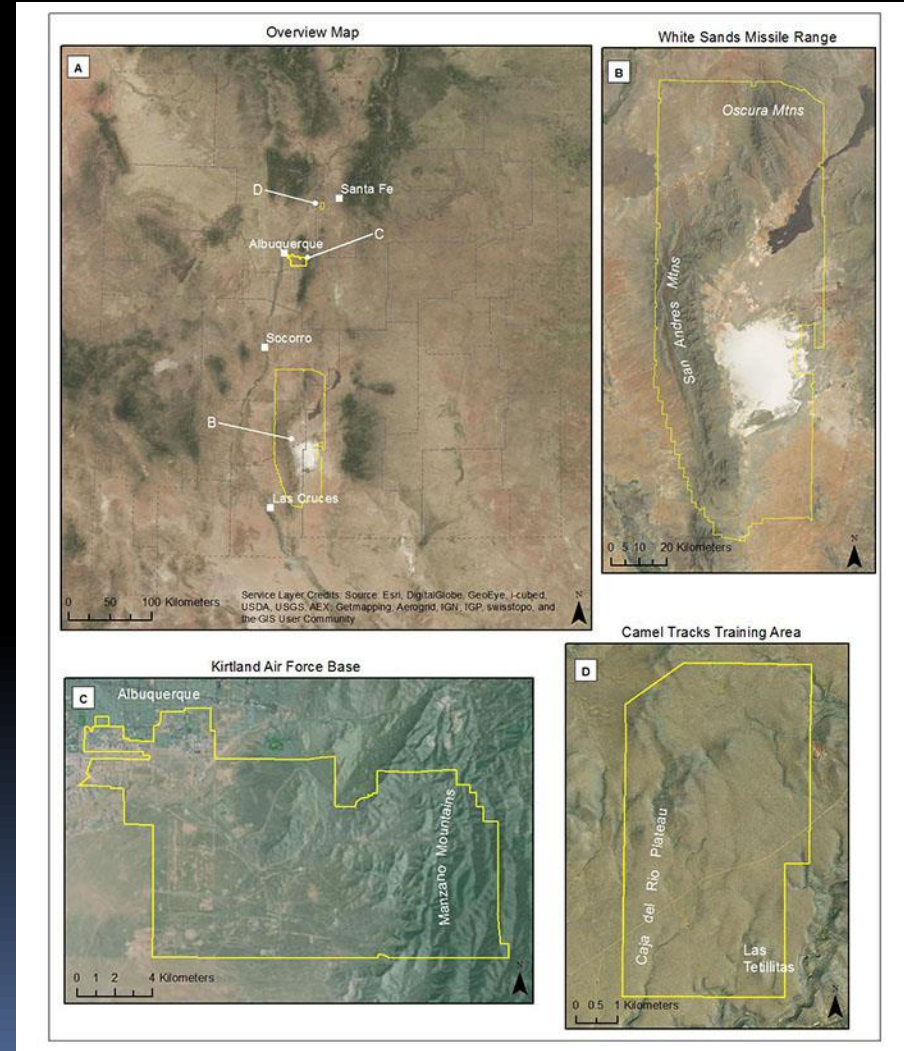 Overview Map
A
D
Santa Fe
Albuquerque
C
Socorro
B
Las Cruces
0 50 100 Kilometers
Service Layer Credits: Source: Esri, DigitalGlobe, GeoEye, i-cubed,
USDA, USGS, AEX, Getmapping, Aerogrid, IGN, IGP, swisstopo, and
the GIS User Community
N
White Sands Missile Range
B
Oscura Mtns
San Andres Mtns
0 5 10 20 Kilometers
N
Kirtland Air Force Base
C
Albuquerque
Manzano Mountains
0 1 2 4 Kilometers
N
Camel Tracks Training Area
D
Caja del Rio Plateau
Las
Tetillitas
0 0.5 1 Kilometers
N